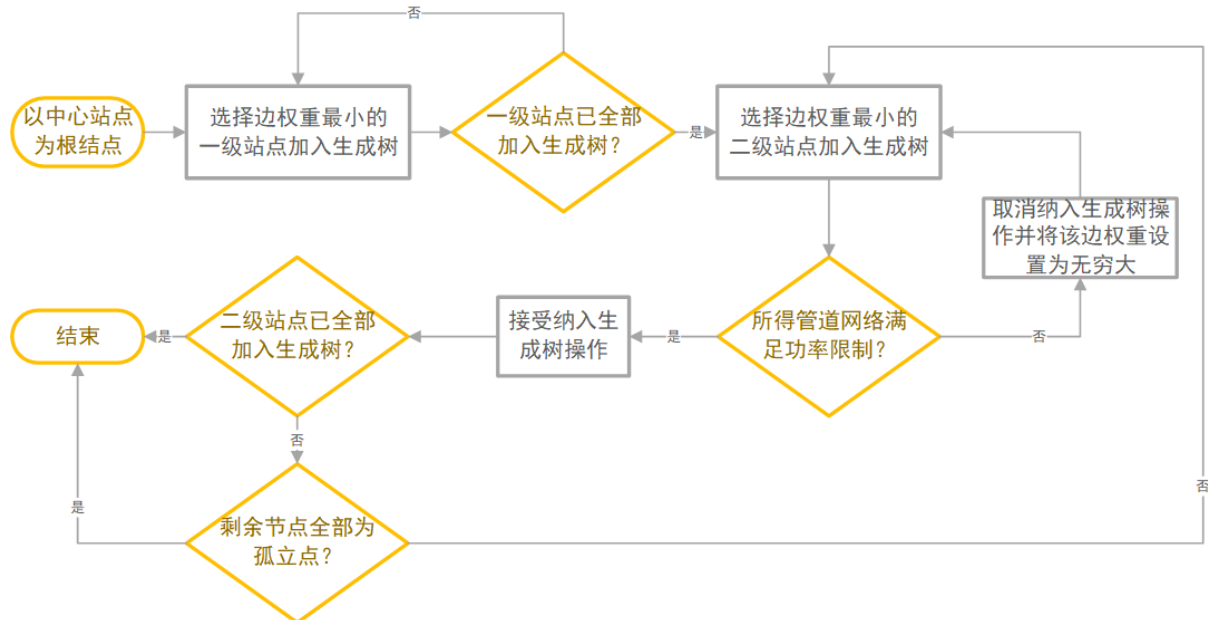 否
以中心站点
为根结点
选择边权重最小的
一级站点加入生成树
一级站点已全部
加入生成树？
是
选择边权重最小的
二级站点加入生成树
取消纳入生成树操
作并将该边权重设
置为无穷大
结束
是
二级站点已全部
加入生成树？
接受纳入生
成树操作
是
所得管道网络满
足功率限制？
否
否
是
剩余节点全部为
孤立点？
否